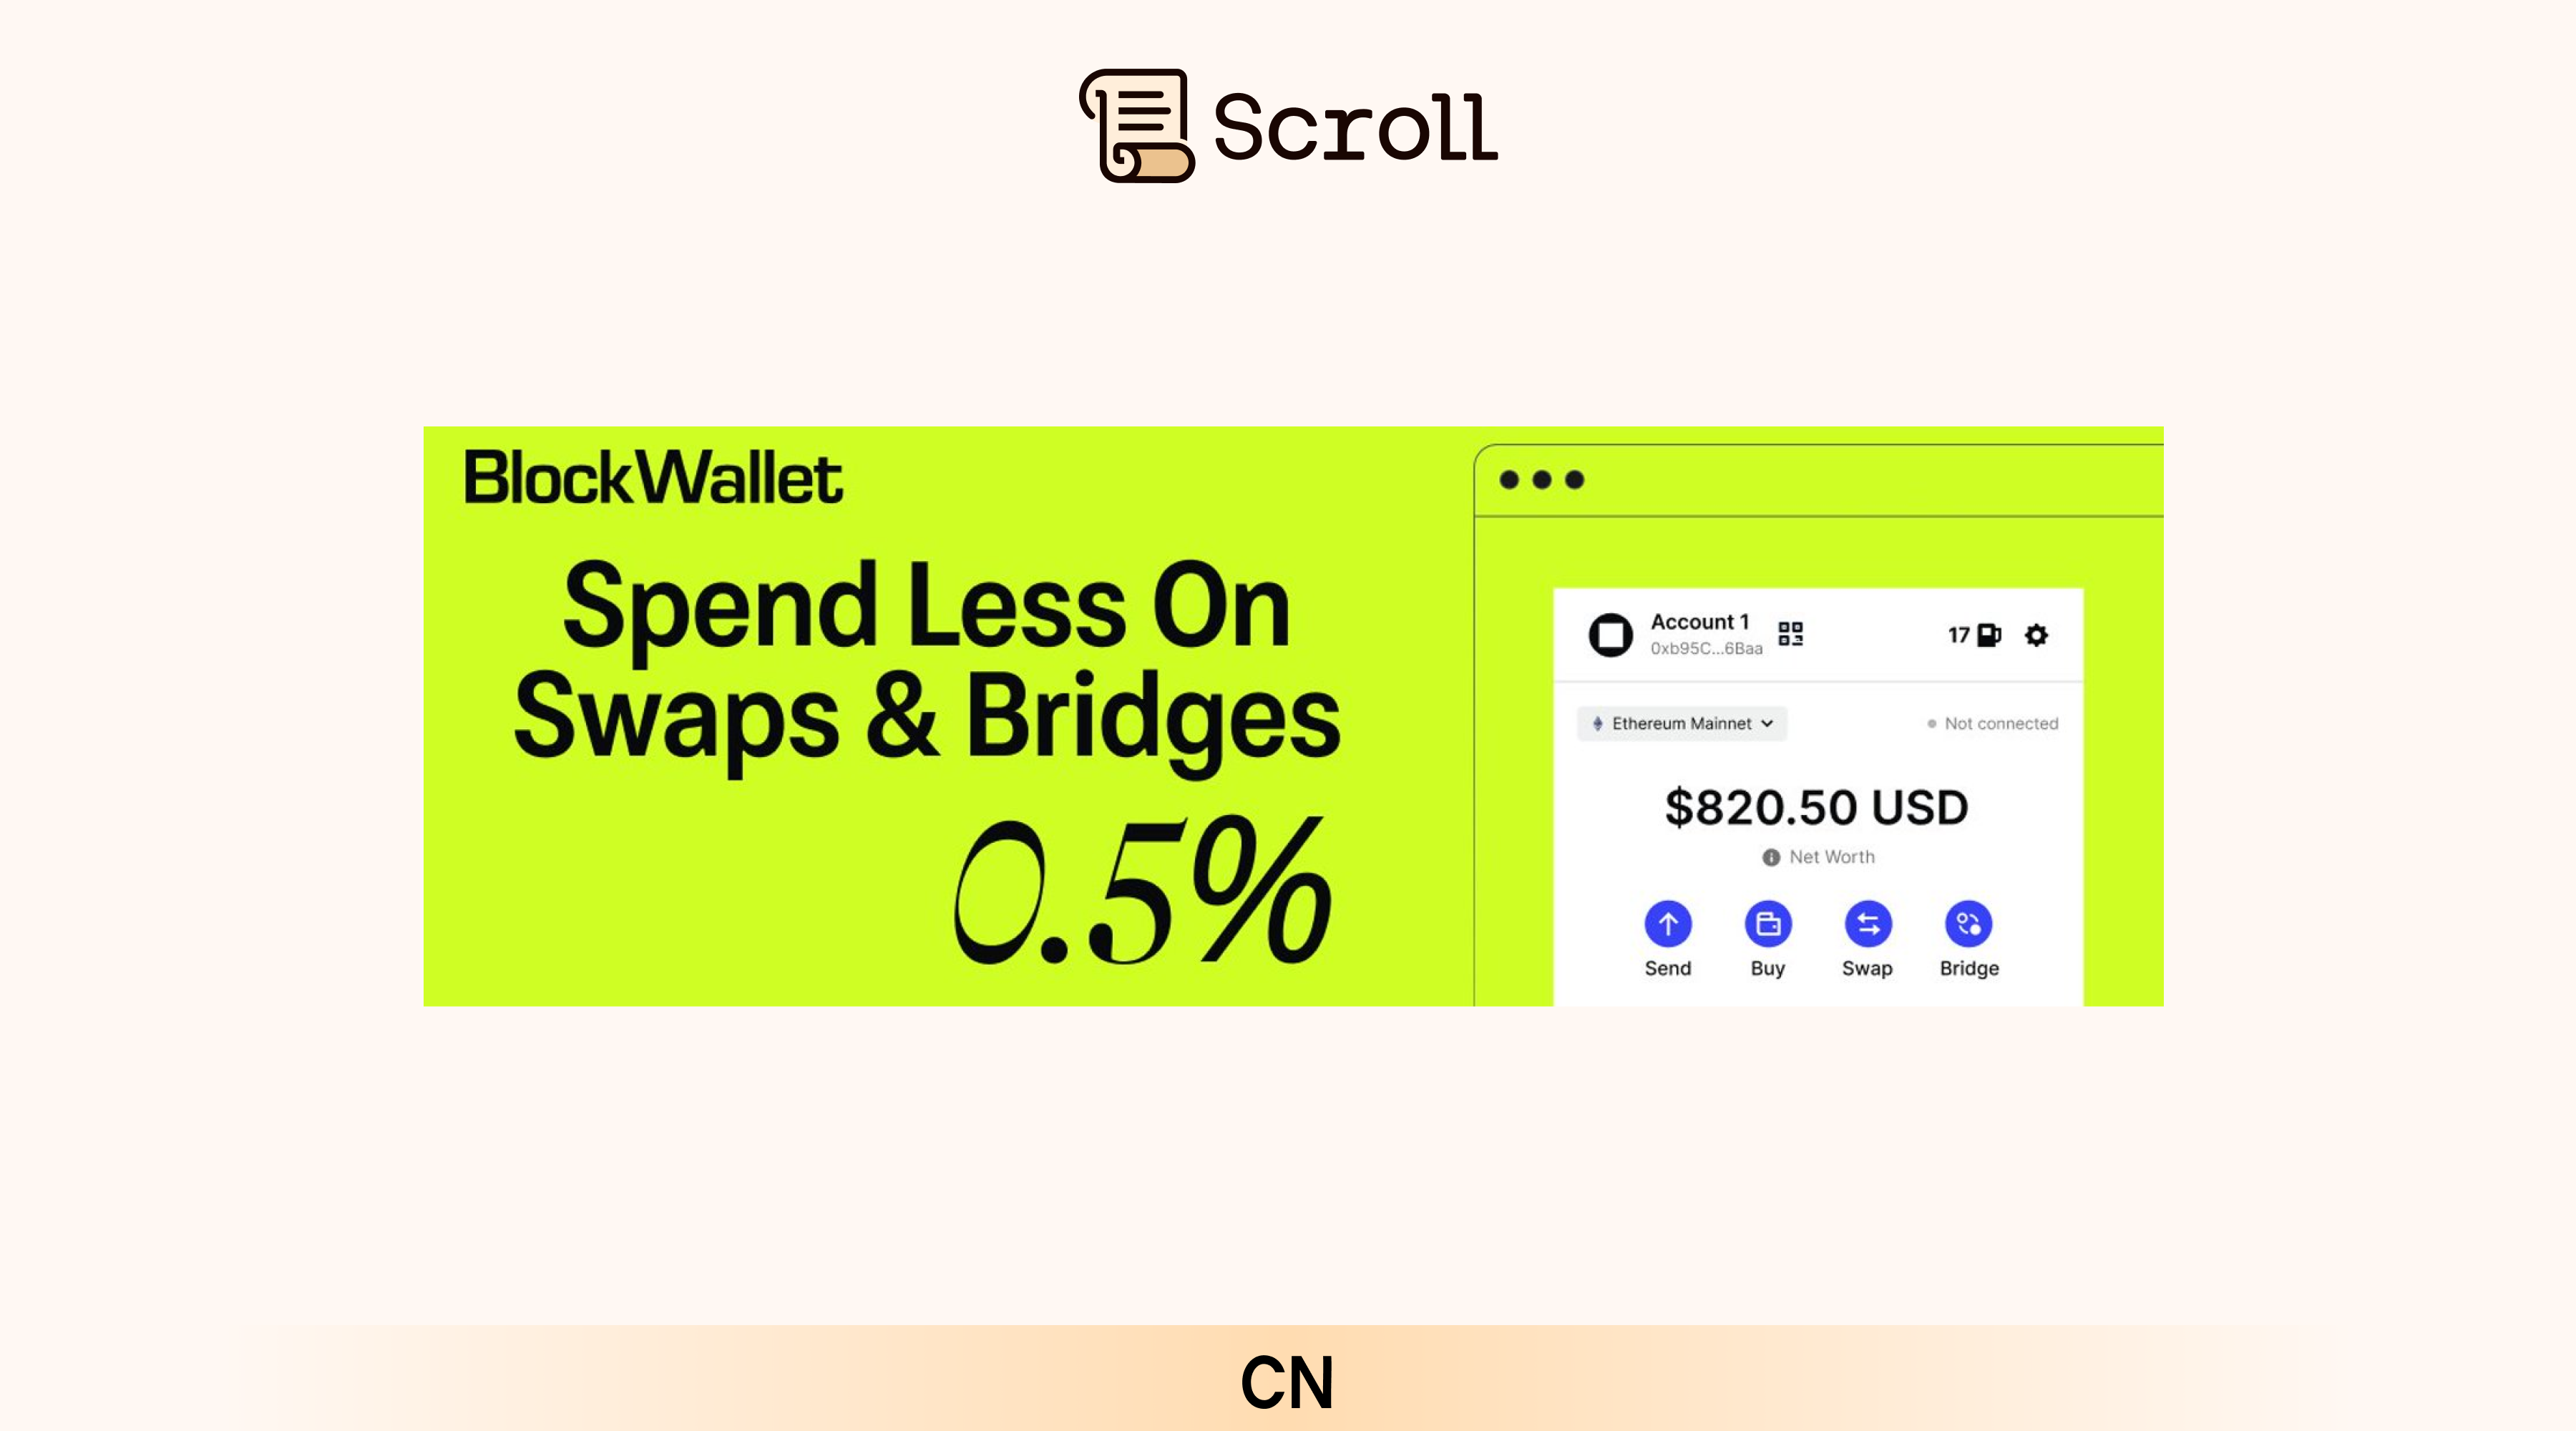 Scroll
BlockWallet
Spend Less On
Swaps & Bridges
0.5%
Account 1
0xb95C...6Baa
17
Ethereum Mainnet
Not connected
$820.50 USD
Net Worth
Send Buy Swap Bridge
CN